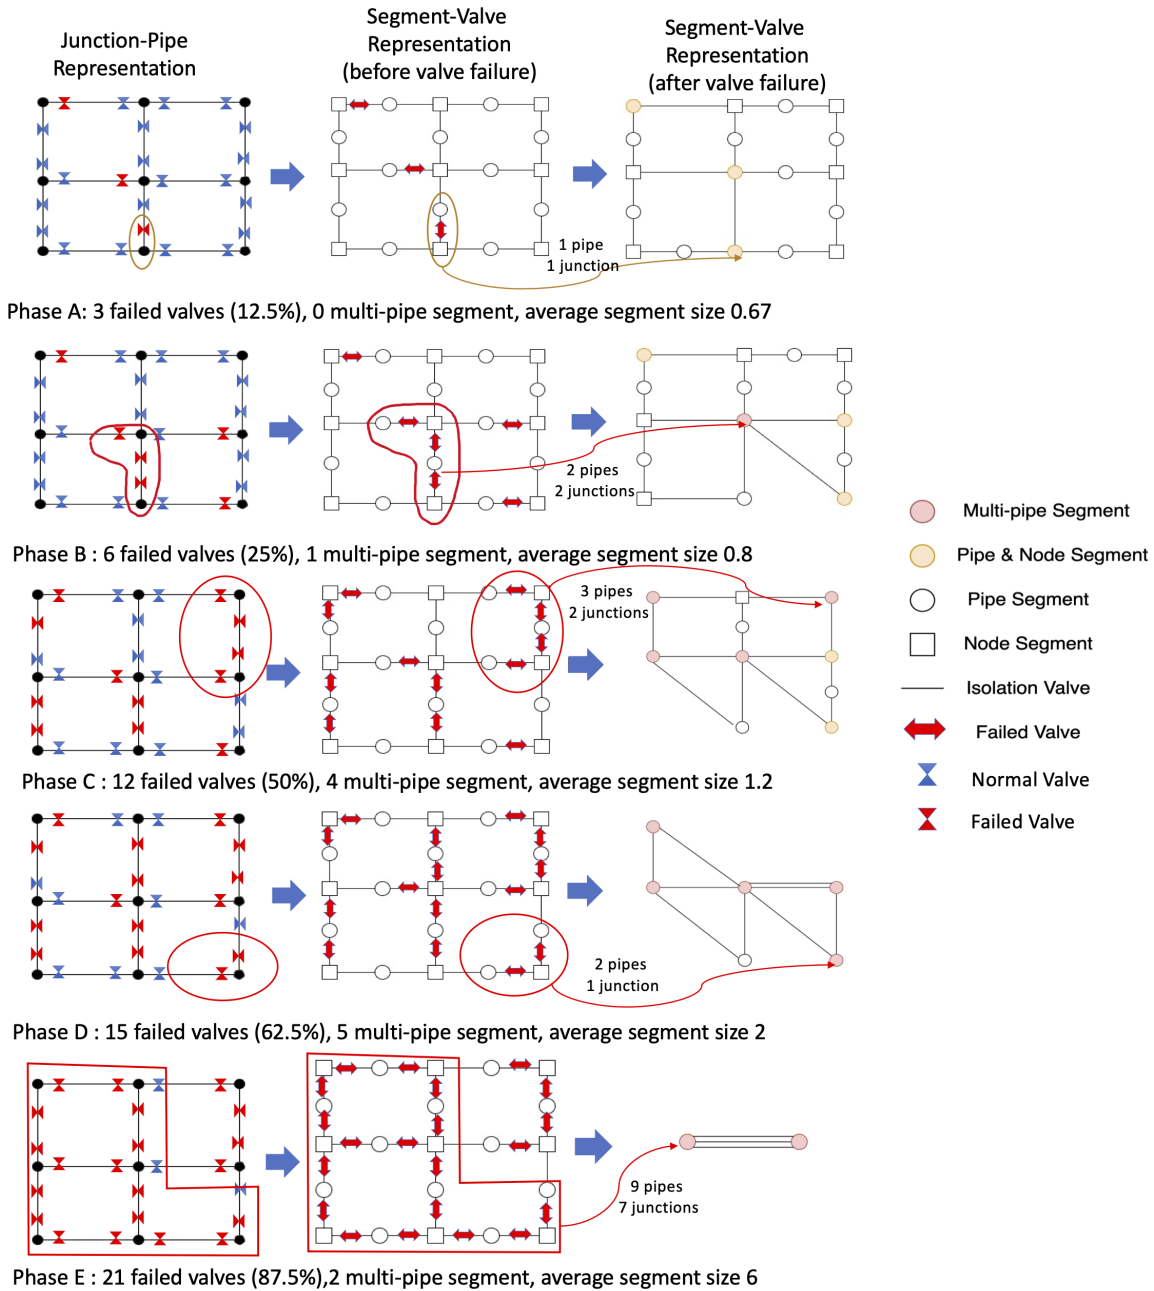 Junction-Pipe
Representation
Segment-Valve
Representation
(before valve failure)
Segment-Valve
Representation
(after valve failure)
1 pipe
1 junction
Phase A: 3 failed valves (12.5%), 0 multi-pipe segment, average segment size 0.67
2 pipes
2 junctions
Phase B : 6 failed valves (25%), 1 multi-pipe segment, average segment size 0.8
3 pipes
2 junctions
Phase C : 12 failed valves (50%), 4 multi-pipe segment, average segment size 1.2
2 pipes
1 junction
Phase D : 15 failed valves (62.5%), 5 multi-pipe segment, average segment size 2
9 pipes
7 junctions
Phase E : 21 failed valves (87.5%),2 multi-pipe segment, average segment size 6
Multi-pipe Segment
Pipe & Node Segment
Pipe Segment
Node Segment
Isolation Valve
Failed Valve
Normal Valve
Failed Valve